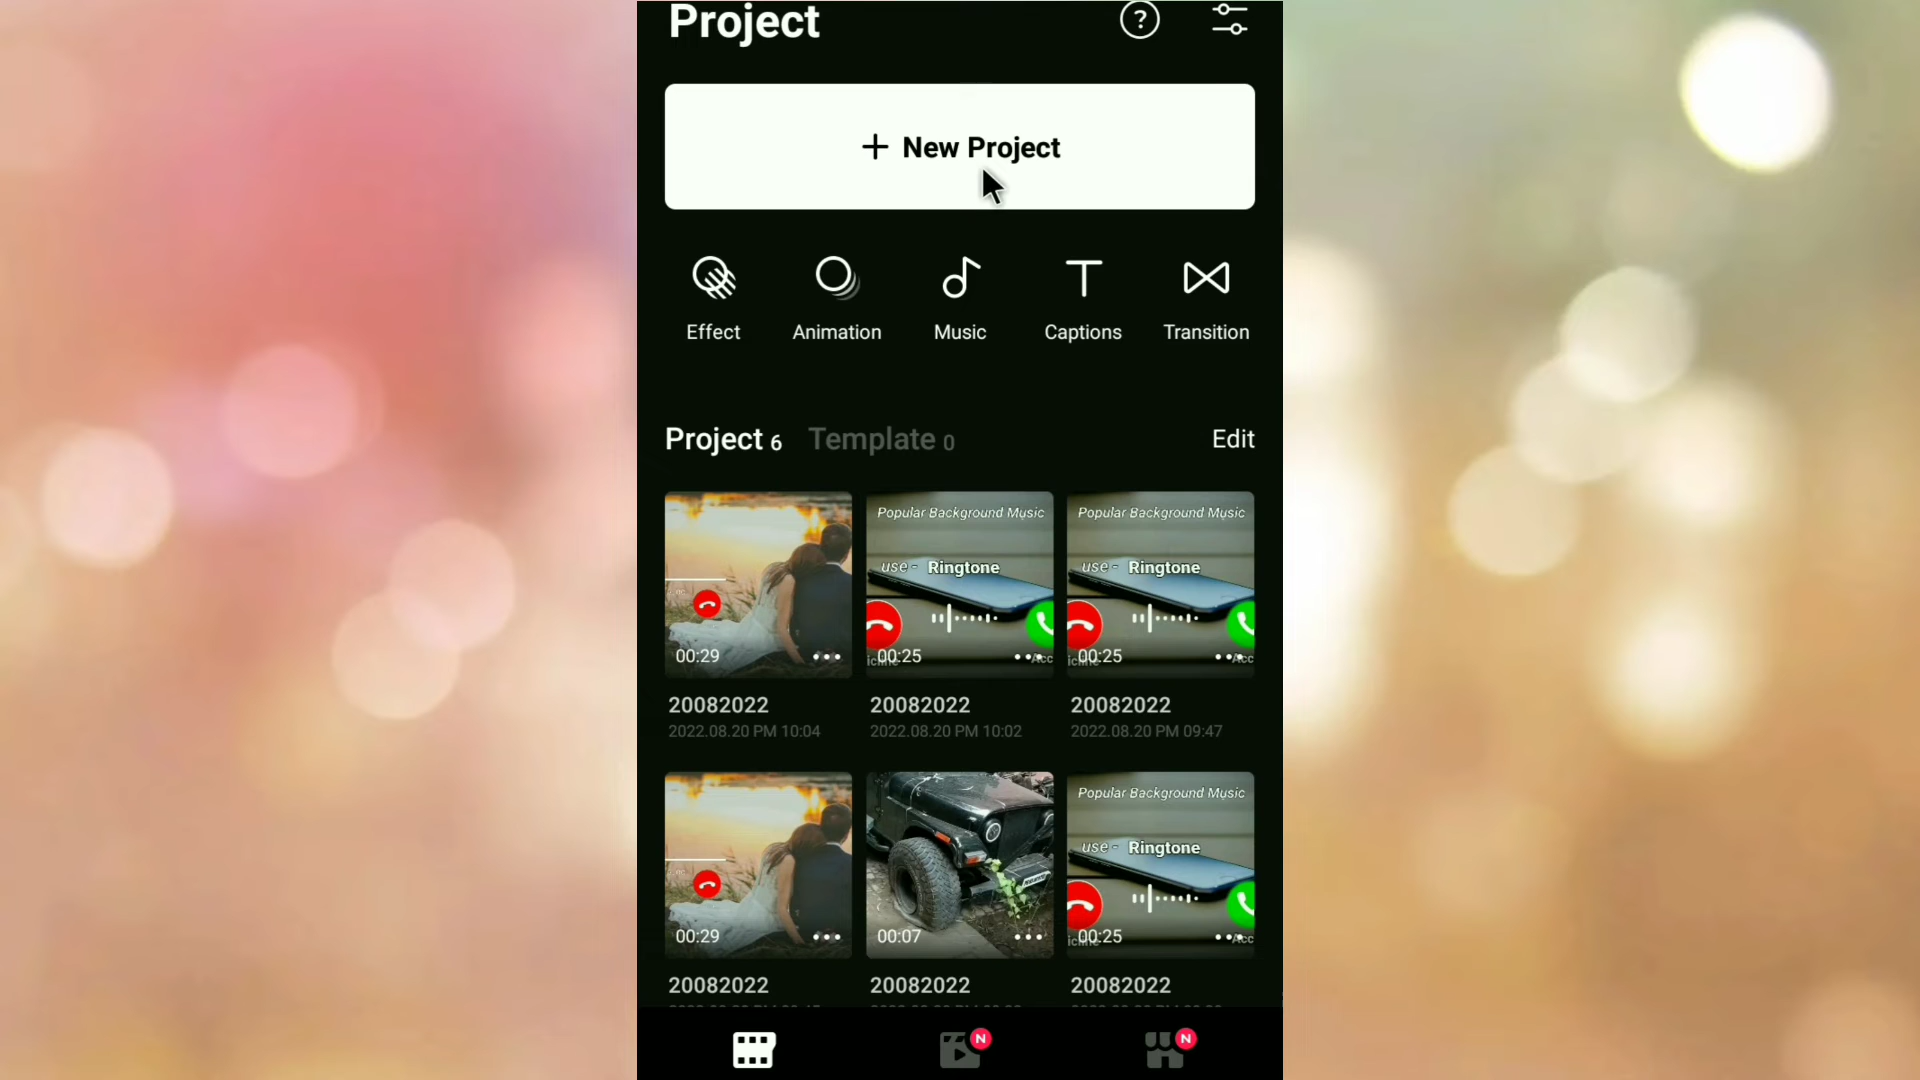 Project ?
+ New Project
Effect Animation Music Captions Transition
Project 6 Template 0 Edit
Popular Background Music Popular Background Music
use - Ringtone use - Ringtone
00:29 00:25 00:25
20082022 20082022 20082022
2022.08.20 PM 10:04 2022.08.20 PM 10:02 2022.08.20 PM 09:47
Popular Background Music
use - Ringtone
00:29 00:07 00:25
20082022 20082022 20082022
N N